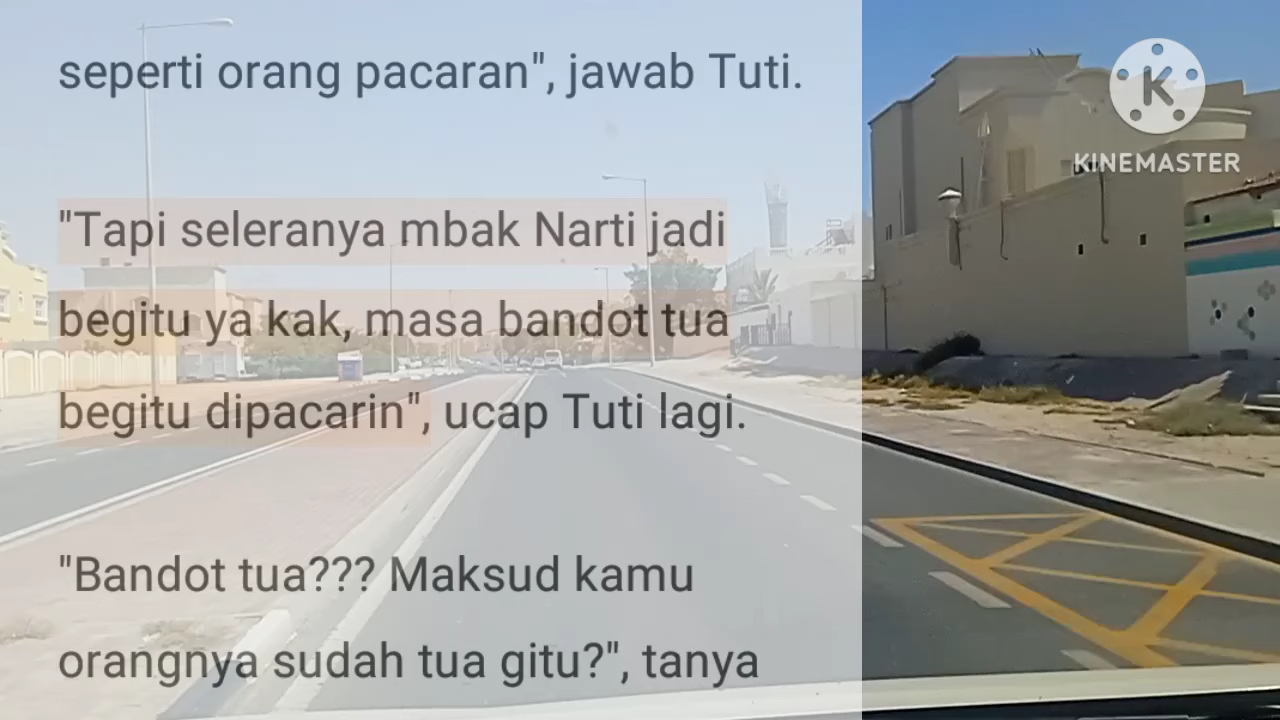 seperti orang pacaran", jawab Tuti.
"Tapi seleranya mbak Narti jadi
begitu ya kak, masa bandot tua
begitu dipacarin", ucap Tuti lagi.
"Bandot tua??? Maksud kamu
orangnya sudah tua gitu?", tanya
K
KINEMASTER